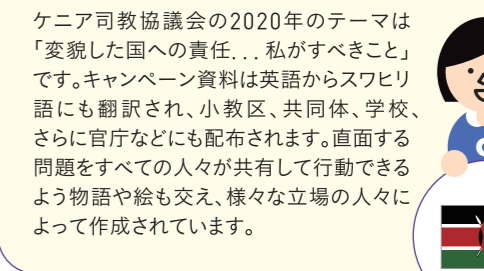 ケニア司教協議会の2020年のテーマは
「変貌した国への責任...私がすべきこと」
です。キャンペーン資料は英語からスワヒリ
語にも翻訳され、小教区、共同体、学校、
さらに官庁などにも配布されます。直面する
問題をすべての人々が共有して行動できる
よう物語や絵も交え、様々な立場の人々に
よって作成されています。